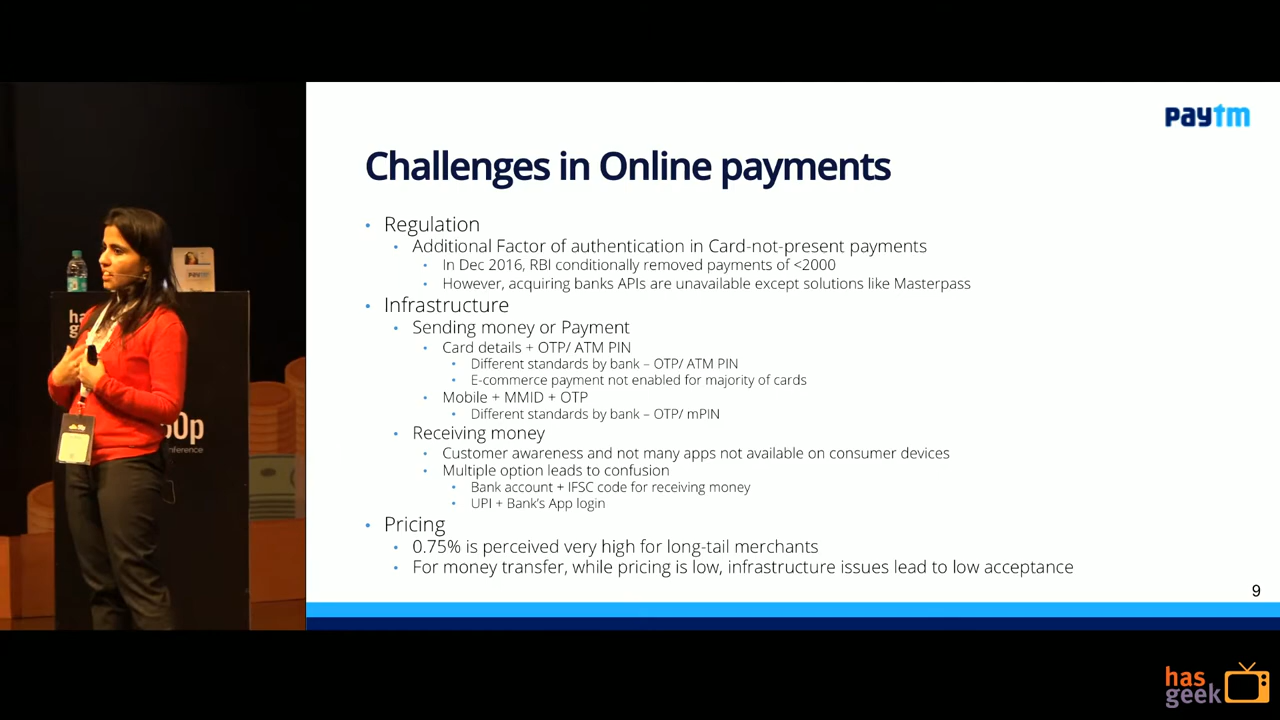 paytm
Challenges in Online payments
• Regulation
• Additional Factor of authentication in Card-not-present payments
• In Dec 2016, RBI conditionally removed payments of <2000
• However, acquiring banks APIs are unavailable except solutions like Masterpass
• Infrastructure
• Sending money or Payment
• Card details + OTP/ ATM PIN
• Different standards by bank – OTP/ ATM PIN
• E-commerce payment not enabled for majority of cards
• Mobile + MMID + OTP
• Different standards by bank – OTP/ mPIN
• Receiving money
• Customer awareness and not many apps not available on consumer devices
• Multiple option leads to confusion
• Bank account + IFSC code for receiving money
• UPI + Bank's App login
• Pricing
• 0.75% is perceived very high for long-tail merchants
• For money transfer, while pricing is low, infrastructure issues lead to low acceptance
9
paytm
has
geek
0p
nference
has
geek